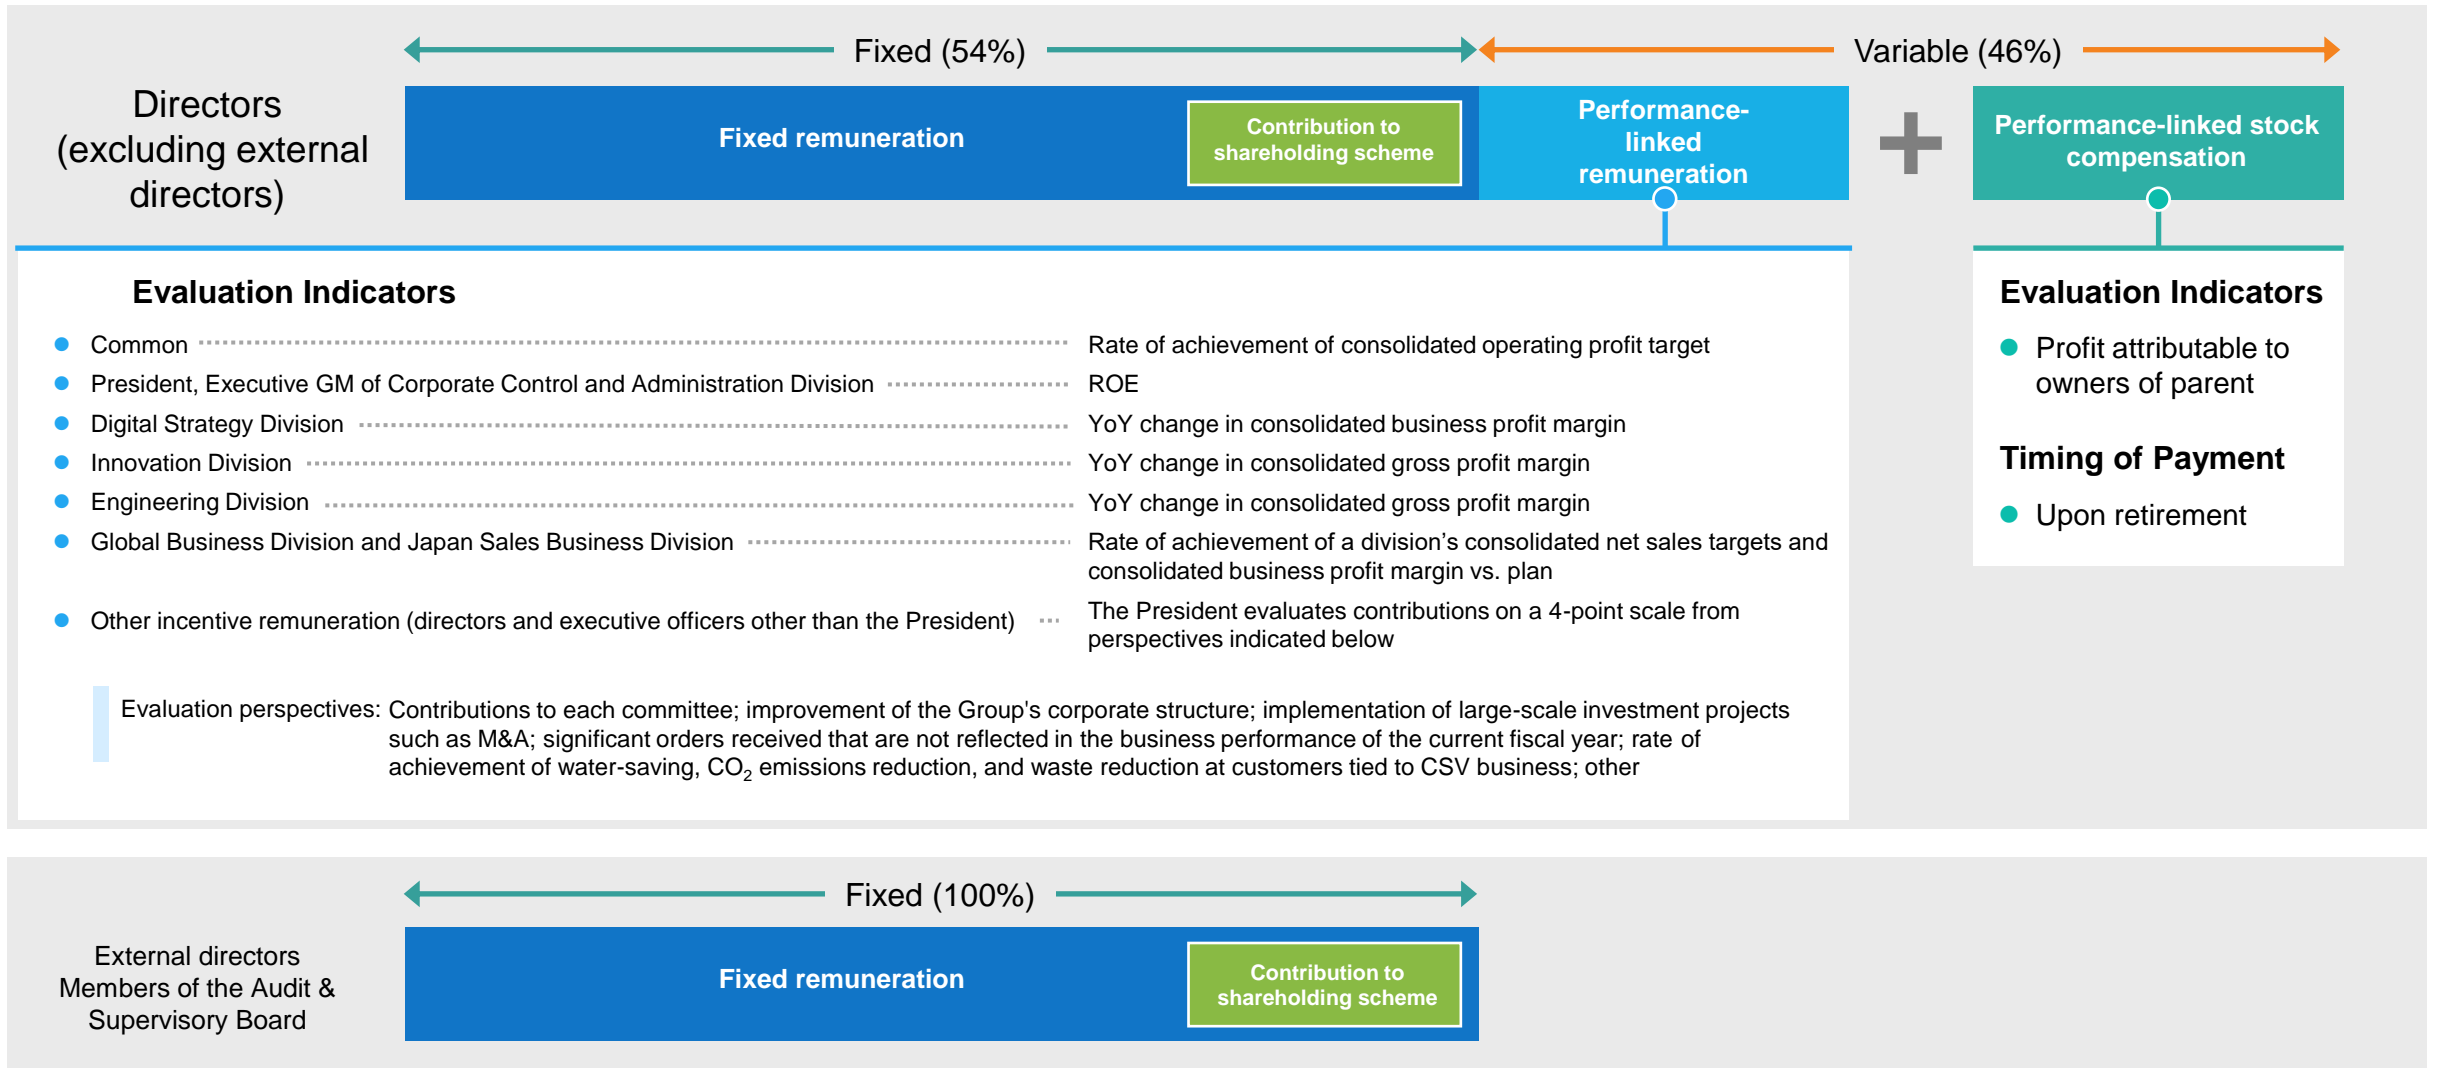 Fixed (54%)
Variable (46%)
Directors
(excluding external
directors)
Fixed remuneration
Contribution to
shareholding scheme
Performance-
linked
remuneration
+
Performance-linked stock
compensation
Evaluation Indicators
Common
Rate of achievement of consolidated operating profit target
President, Executive GM of Corporate Control and Administration Division
ROE
Digital Strategy Division
YoY change in consolidated business profit margin
Innovation Division
YoY change in consolidated gross profit margin
Engineering Division
YoY change in consolidated gross profit margin
Global Business Division and Japan Sales Business Division
Rate of achievement of a division’s consolidated net sales targets and
consolidated business profit margin vs. plan
Other incentive remuneration (directors and executive officers other than the President)
The President evaluates contributions on a 4-point scale from
perspectives indicated below
Evaluation perspectives: Contributions to each committee; improvement of the Group's corporate structure; implementation of large-scale investment projects
such as M&A; significant orders received that are not reflected in the business performance of the current fiscal year; rate of
achievement of water-saving, CO₂ emissions reduction, and waste reduction at customers tied to CSV business; other
Evaluation Indicators
Profit attributable to
owners of parent
Timing of Payment
Upon retirement
Fixed (100%)
External directors
Members of the Audit &
Supervisory Board
Fixed remuneration
Contribution to
shareholding scheme